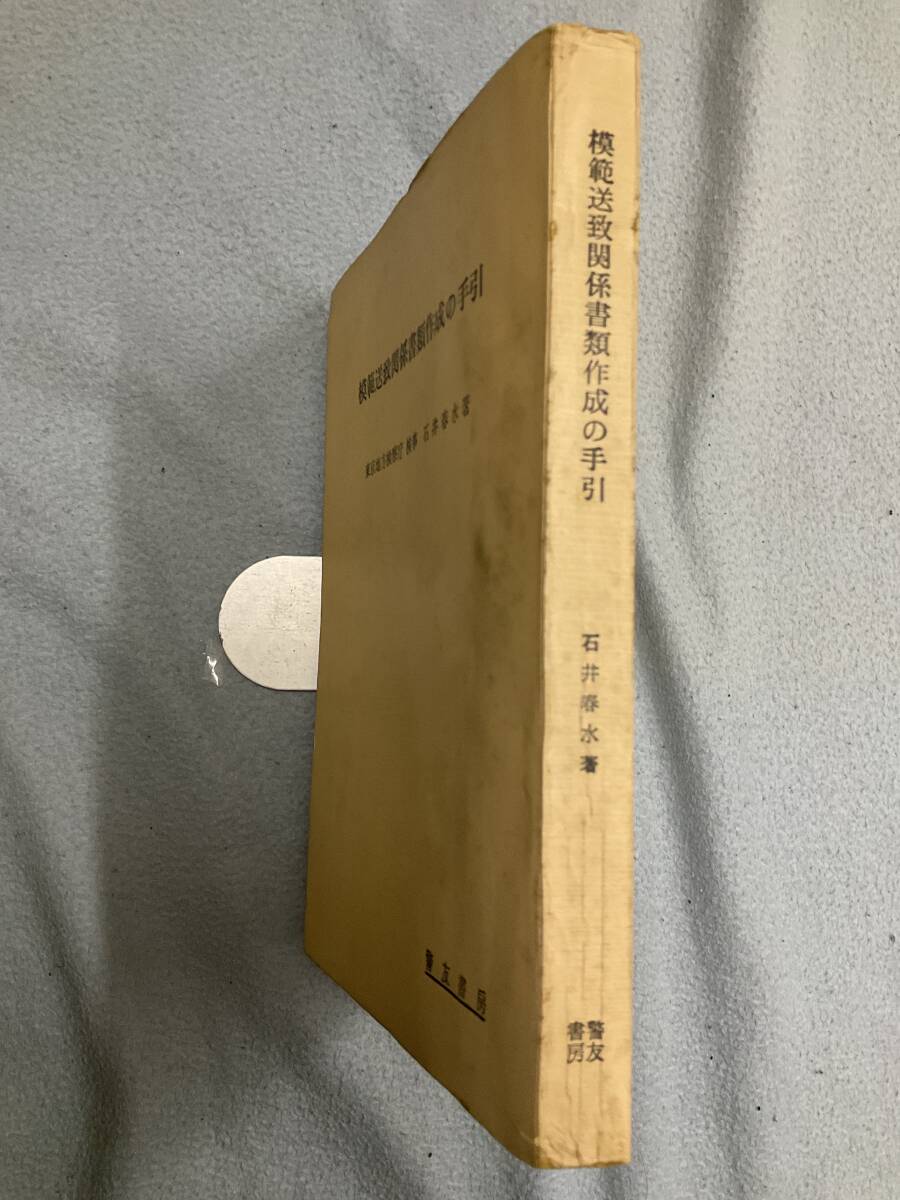 模範送致関係書類作成の手引
東京地方検察庁 検事 石井春水著
警友書房
模範送致関係書類作成の手引
石井春水著
警友書房